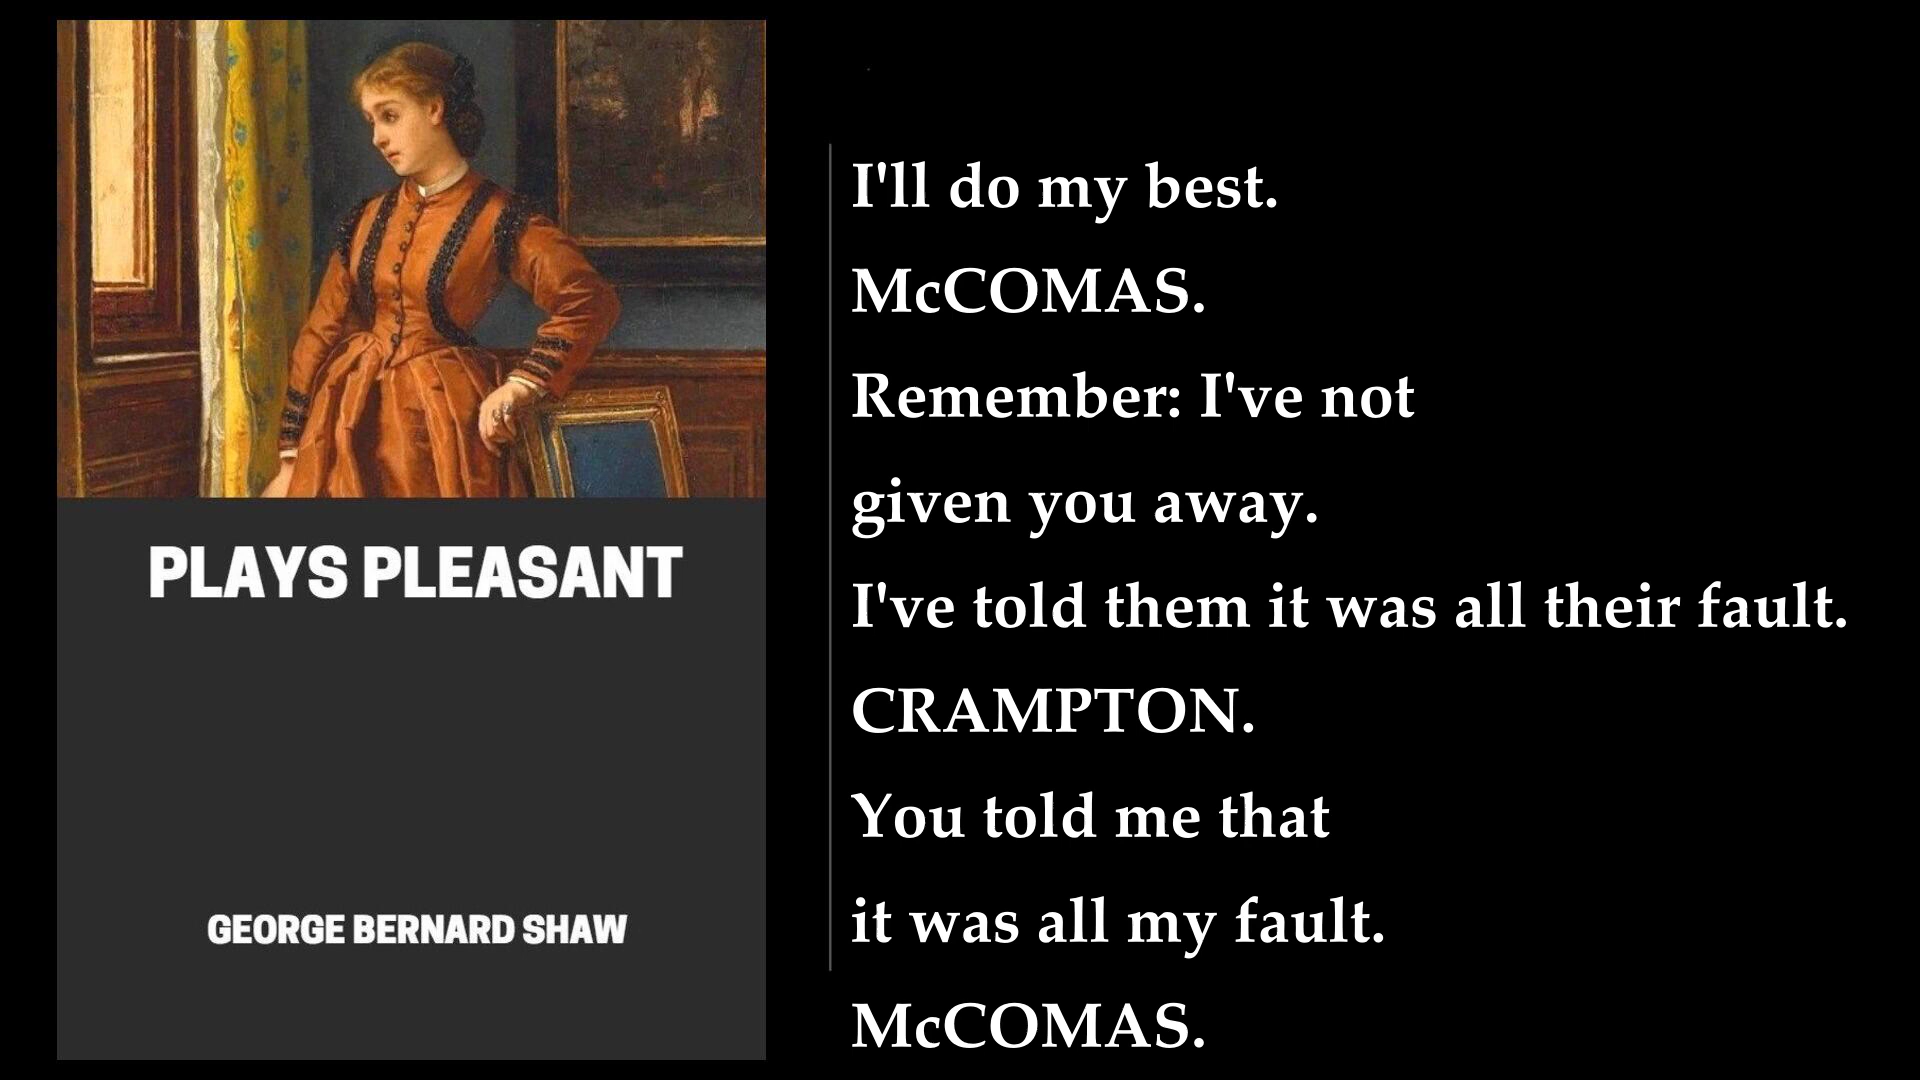 PLAYS PLEASANT
GEORGE BERNARD SHAW
I'll do my best.
McCOMAS.
Remember: I've not
given you away.
I've told them it was all their fault.
CRAMPTON.
You told me that
it was all my fault.
McCOMAS.